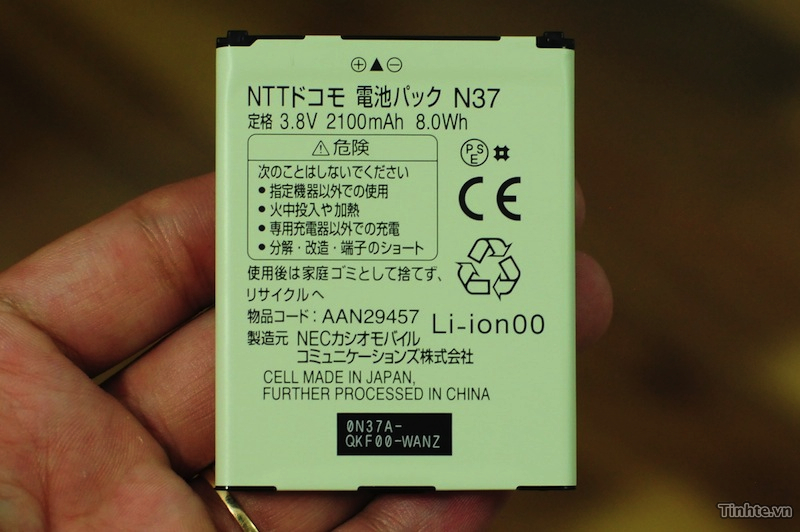 ⊕▲⊖
NTTドコモ 電池パック N37
定格 3.8V 2100mAh 8.0Wh
⚠危険
次のことはしないでください
●指定機器以外での使用
●火中投入や加熱
●専用充電器以外での充電
●分解・改造・端子のショート
PSE
CE
使用後は家庭ゴミとして捨てず、
リサイクルへ
物品コード：AAN29457
Li-ion00
製造元 NECカシオモバイル
コミュニケーションズ株式会社
CELL MADE IN JAPAN,
FURTHER PROCESSED IN CHINA
0N37A-
QKF00-WANZ
Tinhte.vn